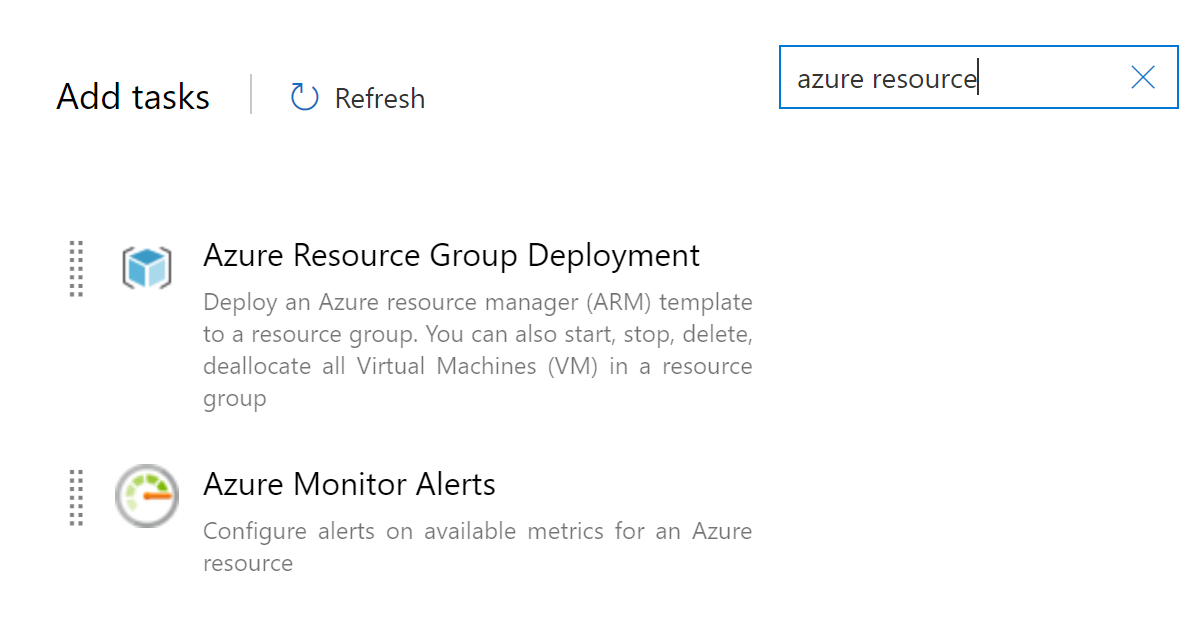 Add tasks
Refresh
azure resource
Azure Resource Group Deployment
Deploy an Azure resource manager (ARM) template
to a resource group. You can also start, stop, delete,
deallocate all Virtual Machines (VM) in a resource
group
Azure Monitor Alerts
Configure alerts on available metrics for an Azure
resource